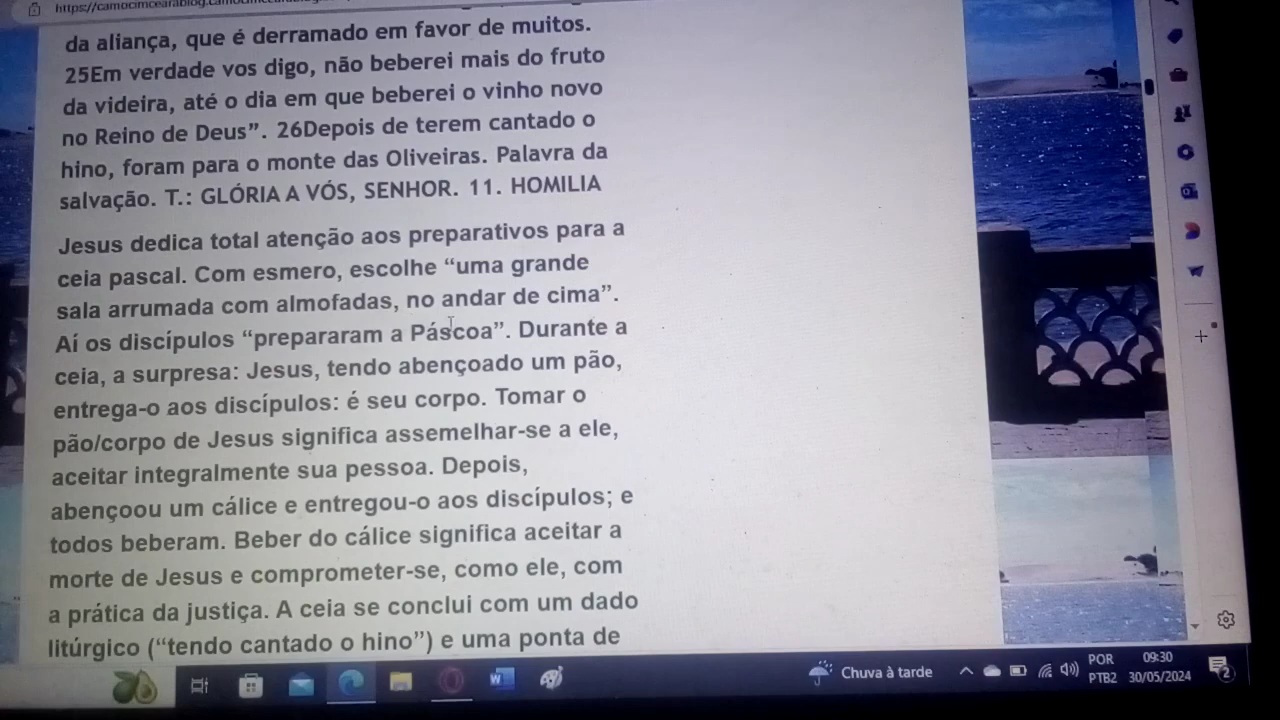 da aliança, que é derramado em favor de muitos.
25Em verdade vos digo, não beberei mais do fruto
da videira, até o dia em que beberei o vinho novo
no Reino de Deus”. 26Depois de terem cantado o
hino, foram para o monte das Oliveiras. Palavra da
salvação. T.: GLÓRIA A VÓS, SENHOR. 11. HOMILIA
Jesus dedica total atenção aos preparativos para a
ceia pascal. Com esmero, escolhe “uma grande
sala arrumada com almofadas, no andar de cima”.
Aí os discípulos “prepararam a Páscoa”. Durante a
ceia, a surpresa: Jesus, tendo abençoado um pão,
entrega-o aos discípulos: é seu corpo. Tomar o
pão/corpo de Jesus significa assemelhar-se a ele,
aceitar integralmente sua pessoa. Depois,
abençoou um cálice e entregou-o aos discípulos; e
todos beberam. Beber do cálice significa aceitar a
morte de Jesus e comprometer-se, como ele, com
a prática da justiça. A ceia se conclui com um dado
litúrgico (“tendo cantado o hino”) e uma ponta de
Chuva à tarde
POR
PTB2
09:30
30/05/2024
2